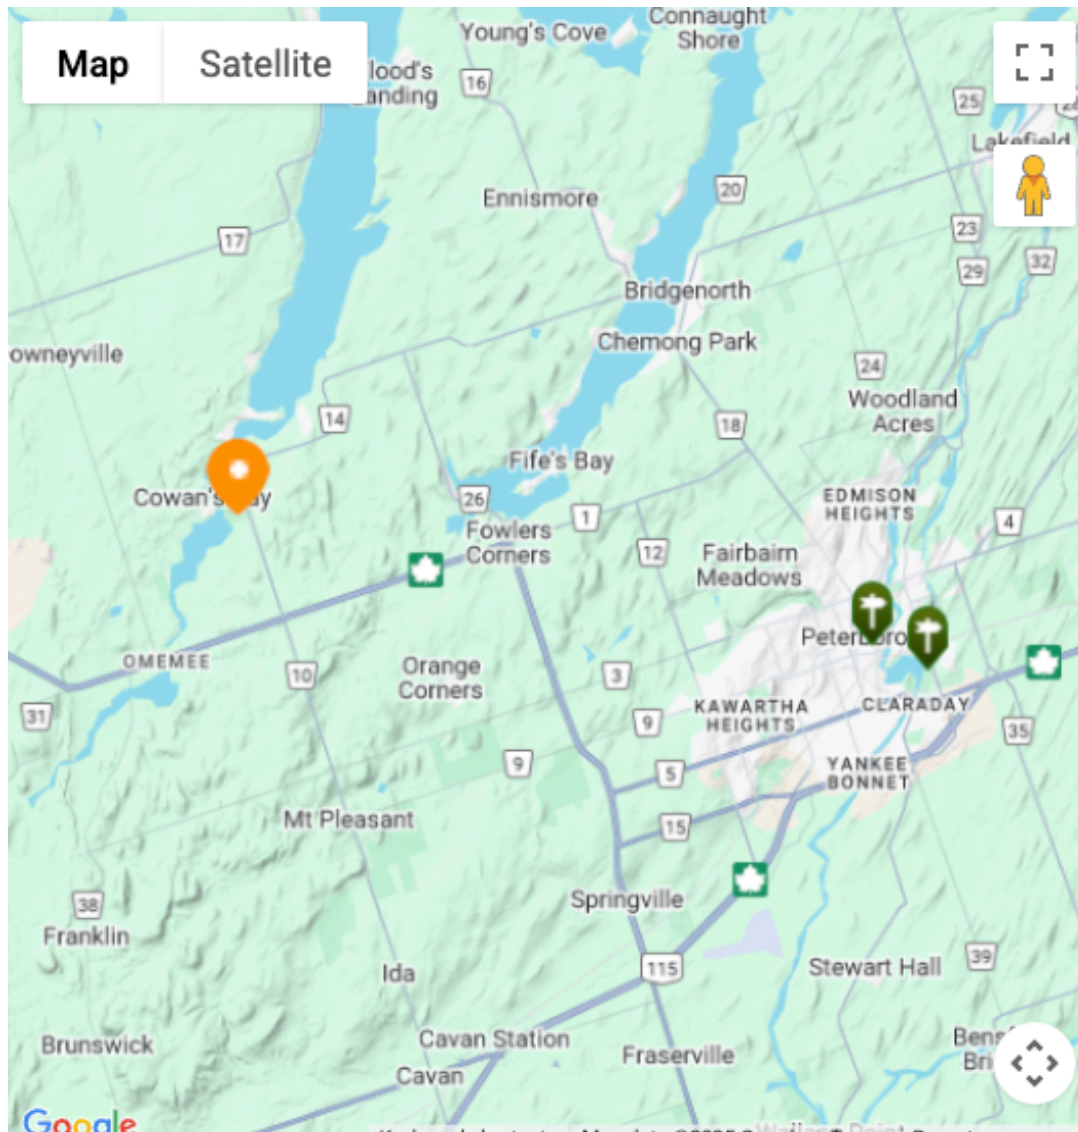 Map
Satellite
Young's Cove
Connaught
Shore
16
25
Lakefield
Ennismore
20
17
23
32
29
Bridgenorth
Chemong Park
24
14
Woodland
Acres
18
Fife's Bay
26
EDMISON
HEIGHTS
1
4
Fowlers
Corners
12
Fairbairn
Meadows
OMEMEE
10
Orange
Corners
3
31
KAWARTHA
HEIGHTS
9
CLARADAY
35
9
5
YANKEE
BONNET
Mt Pleasant
15
38
Springville
Franklin
115
Ida
Stewart Hall
39
Cavan Station
Brunswick
Fraserville
Cavan
Google